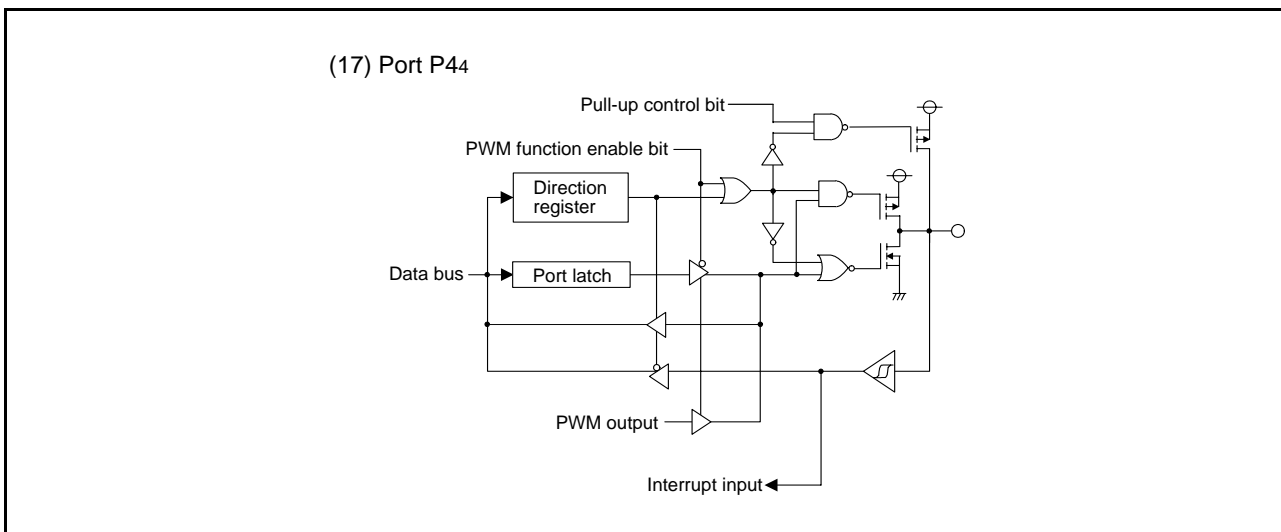 (17) Port P44
Pull-up control bit
PWM function enable bit
Direction
register
Data bus
Port latch
PWM output
Interrupt input